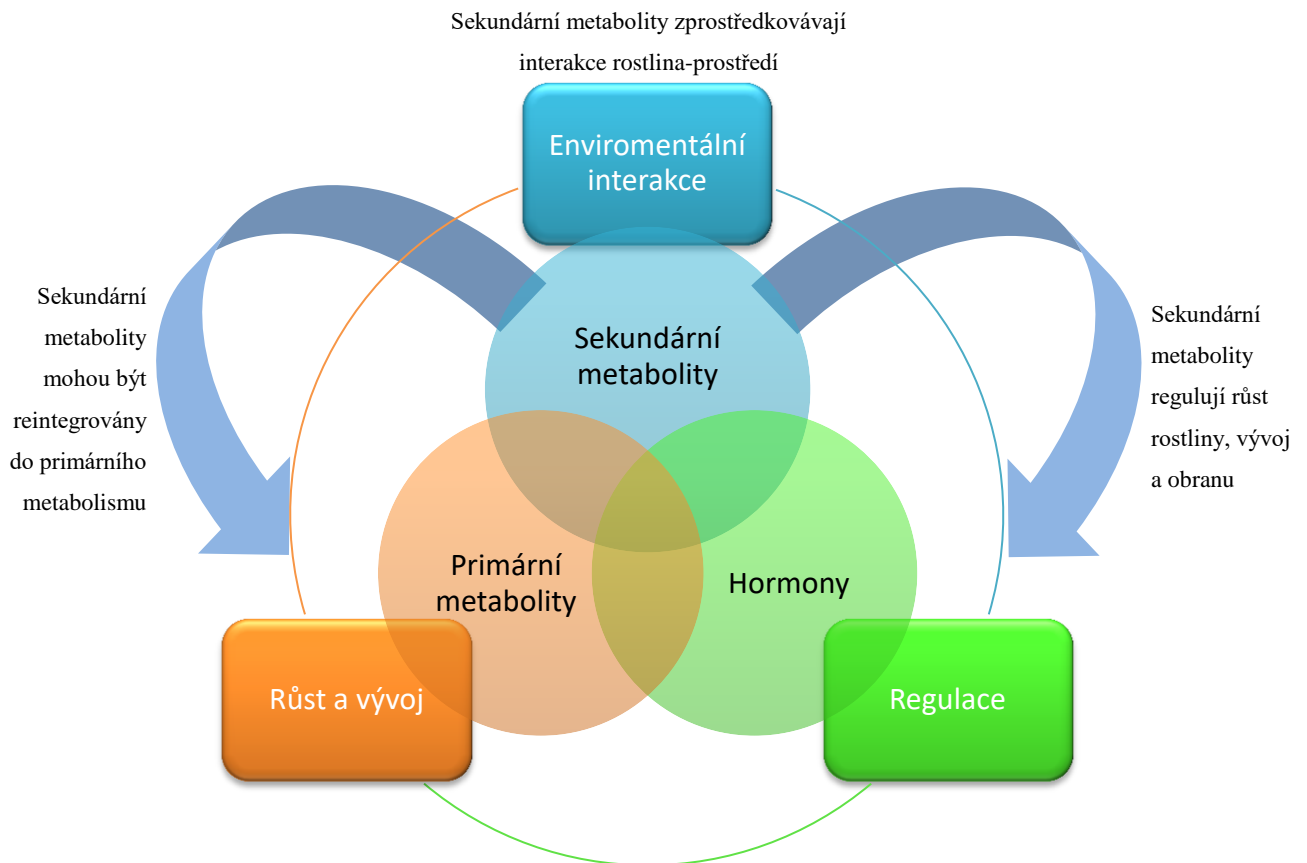 Sekundární metabolity zprostředkovávají
interakce rostlina-prostředí
Enviromentální
interakce
Sekundární
metabolity
mohou být
reintegrovány
do primárního
metabolismu
Sekundární
metabolity
Sekundární
metabolity
regulují růst
rostliny, vývoj
a obranu
Primární
metabolity
Hormony
Růst a vývoj
Regulace